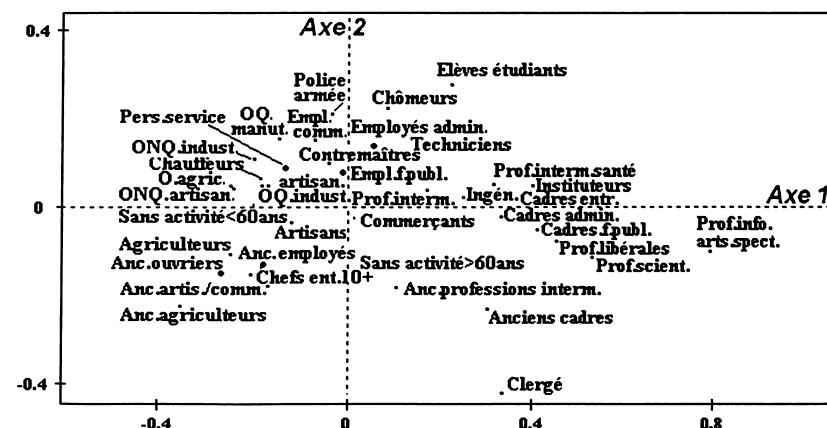 0.4
Axe 2
Elèves étudiants
Police
armée
Chômeurs
Pers.service
OQ.
manut.
Empl.
comm.
Employés admin.
Techniciens
ONQ.indust
Contremaîtres
Chauffeurs
Prof.interm.santé
O.agric.
artisan.
Empl.f.publ.
Instituteurs
ONQ.artisan.
OQ.indust.
Prof.interm.
Ingén.
Cadres entr.
Axe 1
0
Sans activité<60ans.
Commerçants
Cadres admin.
Artisans
Cadres f.publ.
Prof.info.
arts.spect.
Agriculteurs
Anc.employés
Prof.libérales
Anc.ouvriers
Sans activité>60ans
Prof.scient.
Chefs ent.10+
Anc.artis./comm.
Anc.professions interm.
Anc.agriculteurs
Anciens cadres
-0.4
Clergé
-0.4
0
0.4
0.8